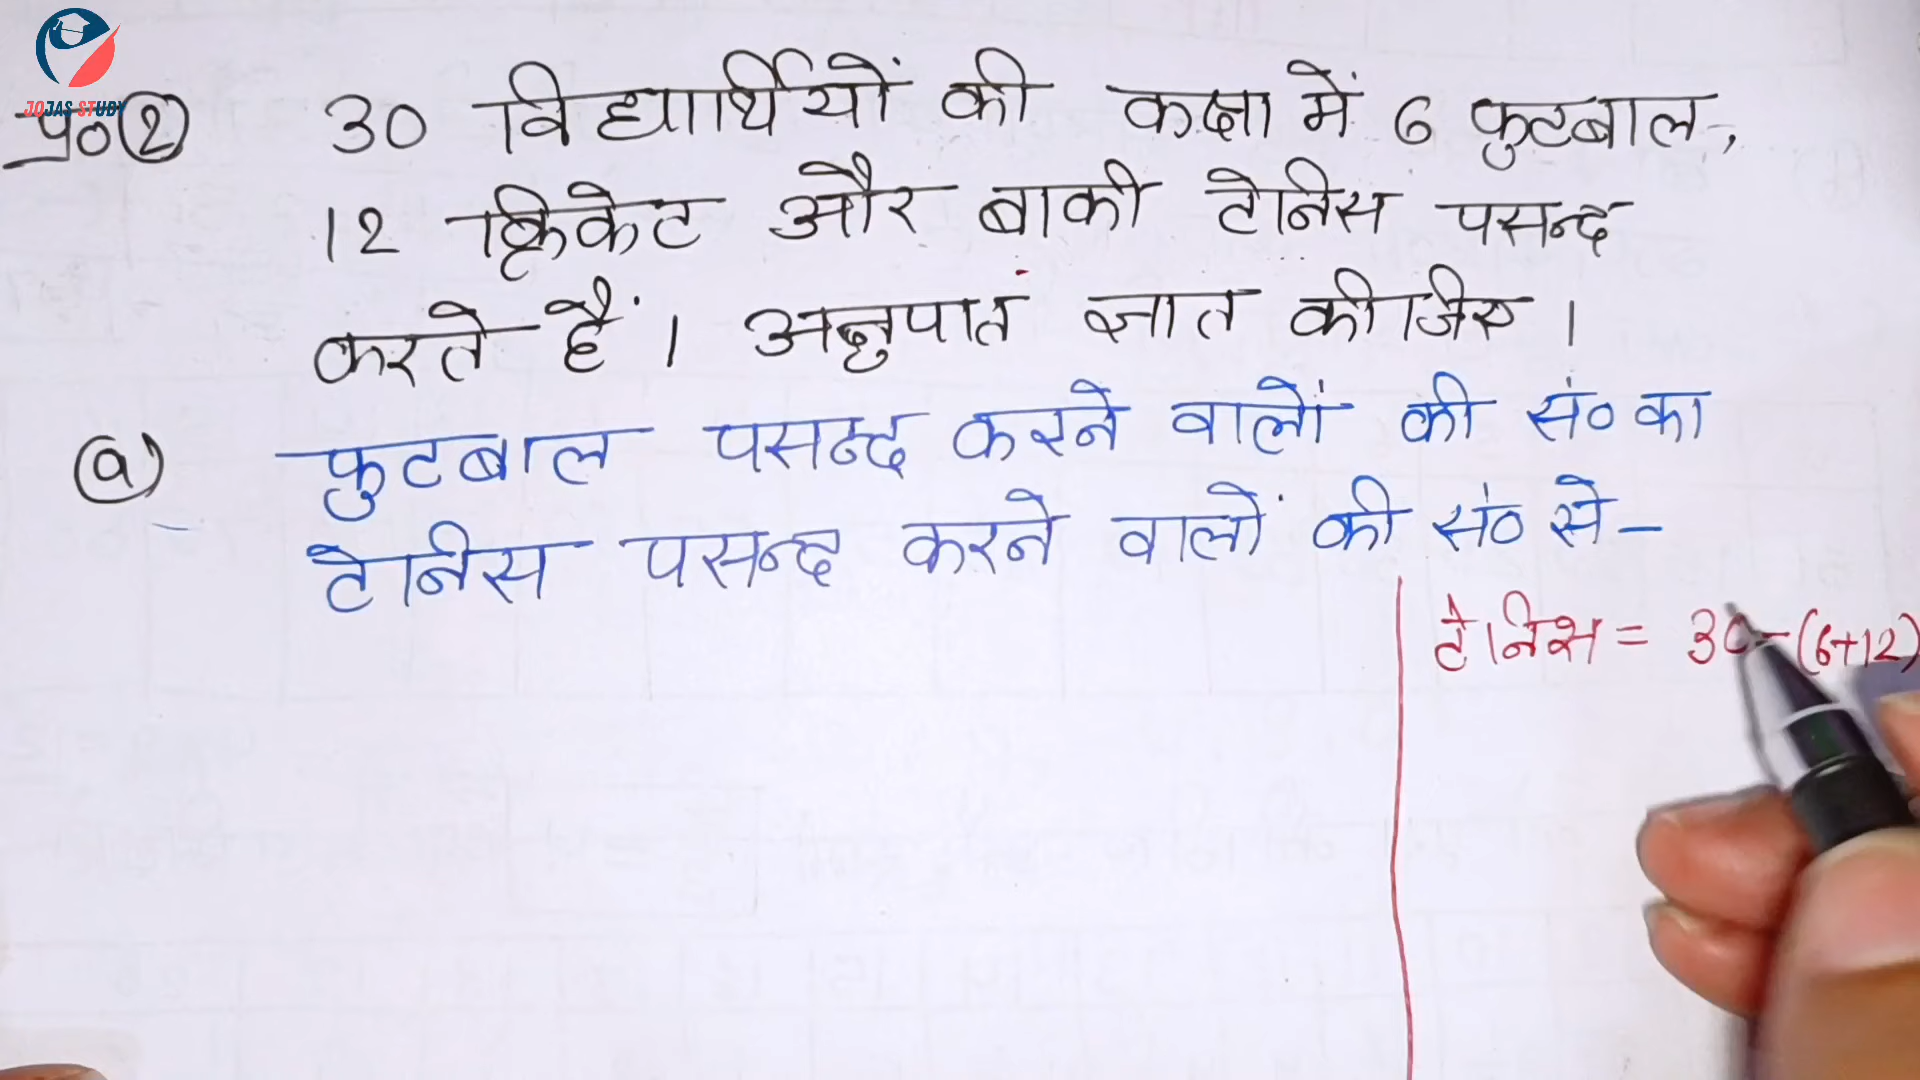 JOJAS STUDY
प्र०② 30 विद्यार्थियों की कक्षा में 6 फुटबाल,
12 क्रिकेट और बाकी टेनिस पसन्द
करते हैं। अनुपात ज्ञात कीजिए।
ⓐ फुटबाल पसन्द करने वालों की सं० का
टेनिस पसन्द करने वालों की सं० से –
टेनिस = 30-(6+12)